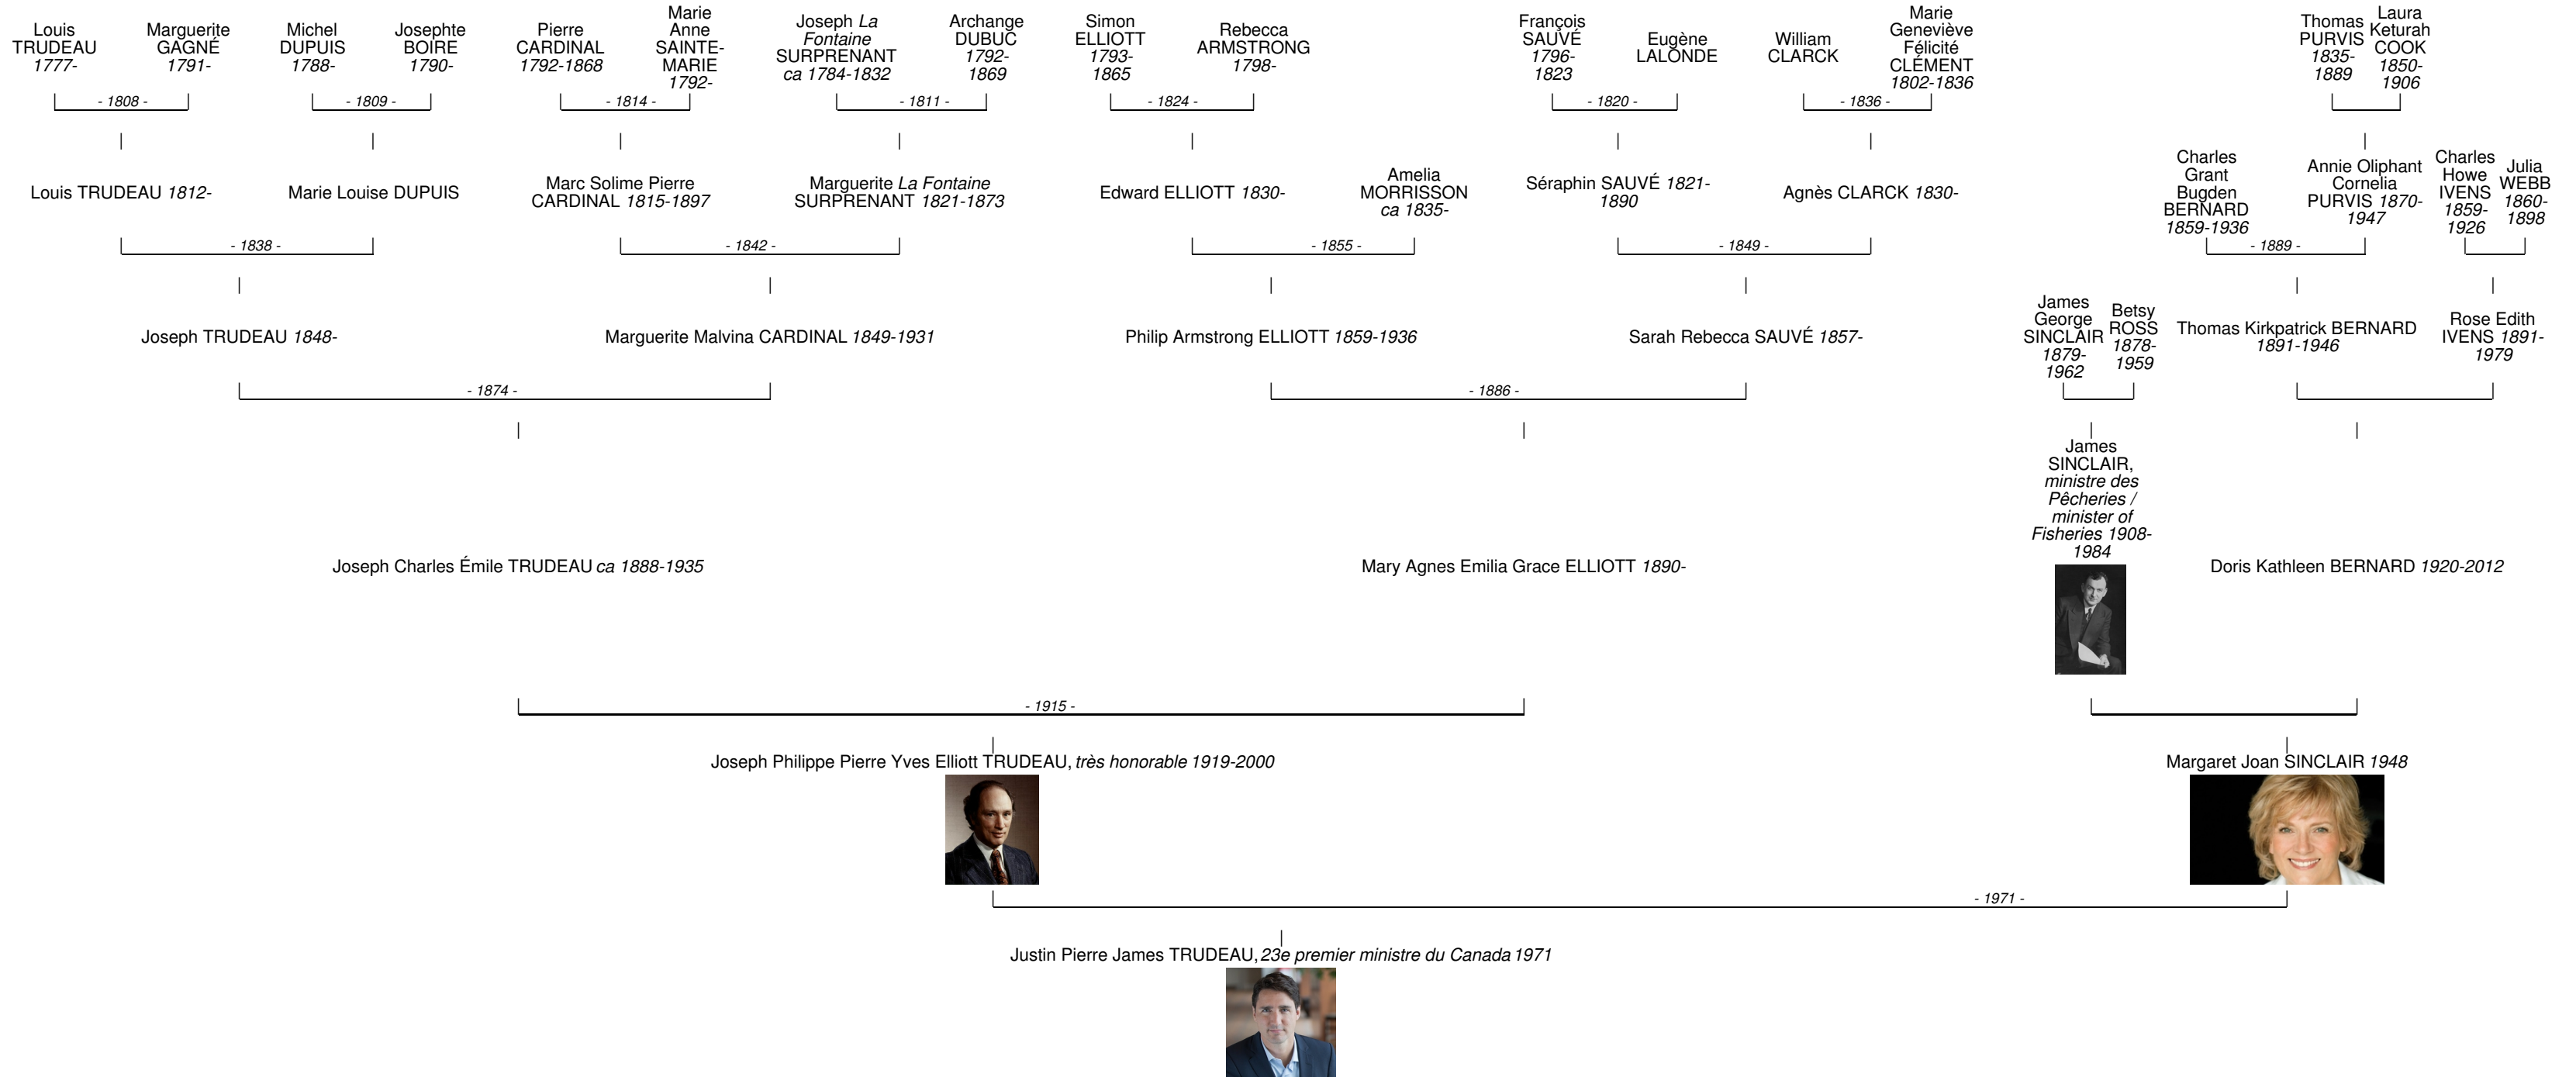 Louis
TRUDEAU
1777-
Marguerite
GAGNÉ
1791-
Michel
DUPUIS
1788-
Josephte
BOIRE
1790-
Pierre
CARDINAL
1792-1868
Marie
Anne
SAINTE-
MARIE
1792-
Joseph La
Fontaine
SURPRENANT
ca 1784-1832
Archange
DUBUC
1792-
1869
Simon
ELLIOTT
1793-
1865
Rebecca
ARMSTRONG
1798-
François
SAUVÉ
1796-
1823
Eugène
LALONDE
William
CLARCK
Marie
Geneviève
Félicité
CLÉMENT
1802-1836
Thomas
PURVIS
1835-
1889
Laura
Keturah
COOK
1850-
1906
- 1808 -
- 1809 -
- 1814 -
- 1811 -
- 1824 -
- 1820 -
- 1836 -
Louis TRUDEAU 1812-
Marie Louise DUPUIS
Marc Solime Pierre
CARDINAL 1815-1897
Marguerite La Fontaine
SURPRENANT 1821-1873
Edward ELLIOTT 1830-
Amelia
MORRISSON
ca 1835-
Séraphin SAUVÉ 1821-
1890
Agnès CLARCK 1830-
Charles
Grant
Bugden
BERNARD
1859-1936
Annie Oliphant
Cornelia
PURVIS 1870-
1947
Charles
Howe
IVENS
1859-
1926
Julia
WEBB
1860-
1898
- 1838 -
- 1842 -
- 1855 -
- 1849 -
- 1889 -
Joseph TRUDEAU 1848-
Marguerite Malvina CARDINAL 1849-1931
Philip Armstrong ELLIOTT 1859-1936
Sarah Rebecca SAUVÉ 1857-
James
George
SINCLAIR
1879-
1962
Betsy
ROSS
1878-
1959
Thomas Kirkpatrick BERNARD
1891-1946
Rose Edith
IVENS 1891-
1979
- 1874 -
- 1886 -
Joseph Charles Émile TRUDEAU ca 1888-1935
Mary Agnes Emilia Grace ELLIOTT 1890-
James
SINCLAIR,
ministre des
Pêcheries /
minister of
Fisheries 1908-
1984
Doris Kathleen BERNARD 1920-2012
- 1915 -
Joseph Philippe Pierre Yves Elliott TRUDEAU, très honorable 1919-2000
Margaret Joan SINCLAIR 1948
- 1971 -
Justin Pierre James TRUDEAU, 23e premier ministre du Canada 1971